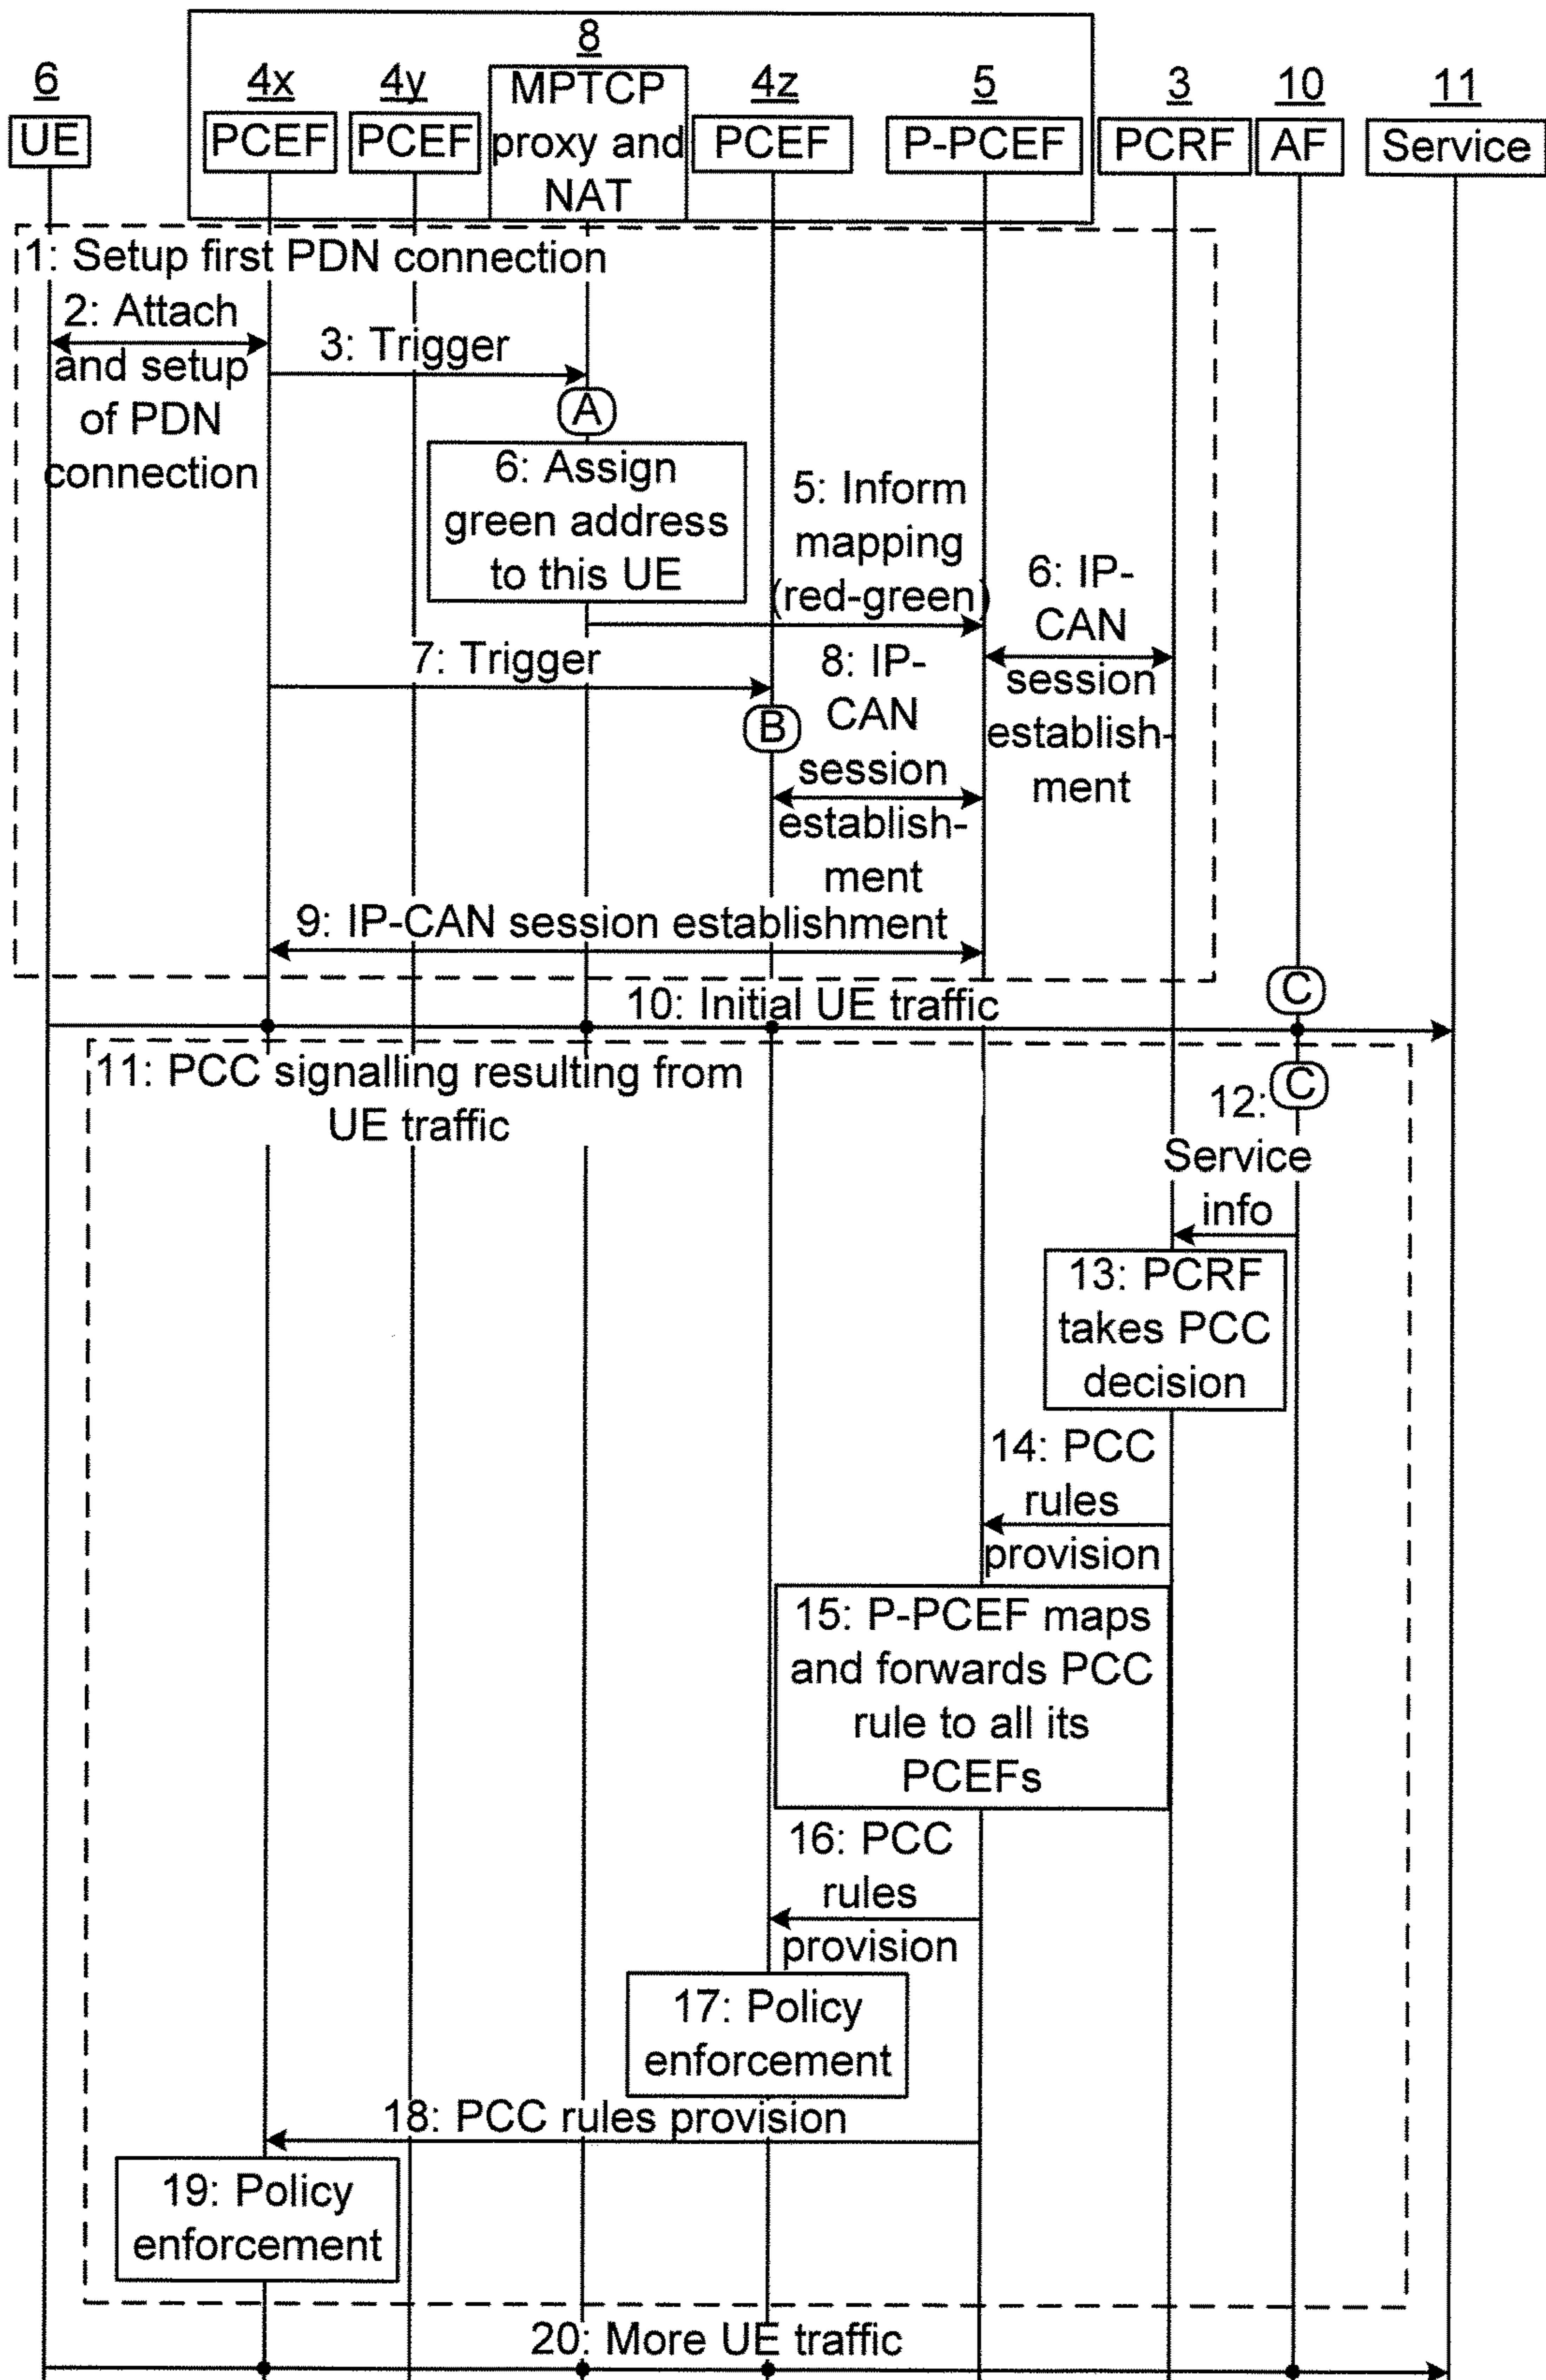 8
6
4x
4y
MPTCP
proxy and
NAT
4z
5
3
10
11
UE
PCEF
PCEF
PCEF
P-PCEF
PCRF
AF
Service
1: Setup first PDN connection
2: Attach
and setup
of PDN
connection
3: Trigger
A
6: Assign
green address
to this UE
5: Inform
mapping
(red-green)
6: IP-
CAN
session
establish-
ment
7: Trigger
B
8: IP-
CAN
session
establish-
ment
9: IP-CAN session establishment
C
10: Initial UE traffic
11: PCC signalling resulting from
UE traffic
C
12:
Service
info
13: PCRF
takes PCC
decision
14: PCC
rules
provision
15: P-PCEF maps
and forwards PCC
rule to all its
PCEFs
16: PCC
rules
provision
17: Policy
enforcement
18: PCC rules provision
19: Policy
enforcement
20: More UE traffic